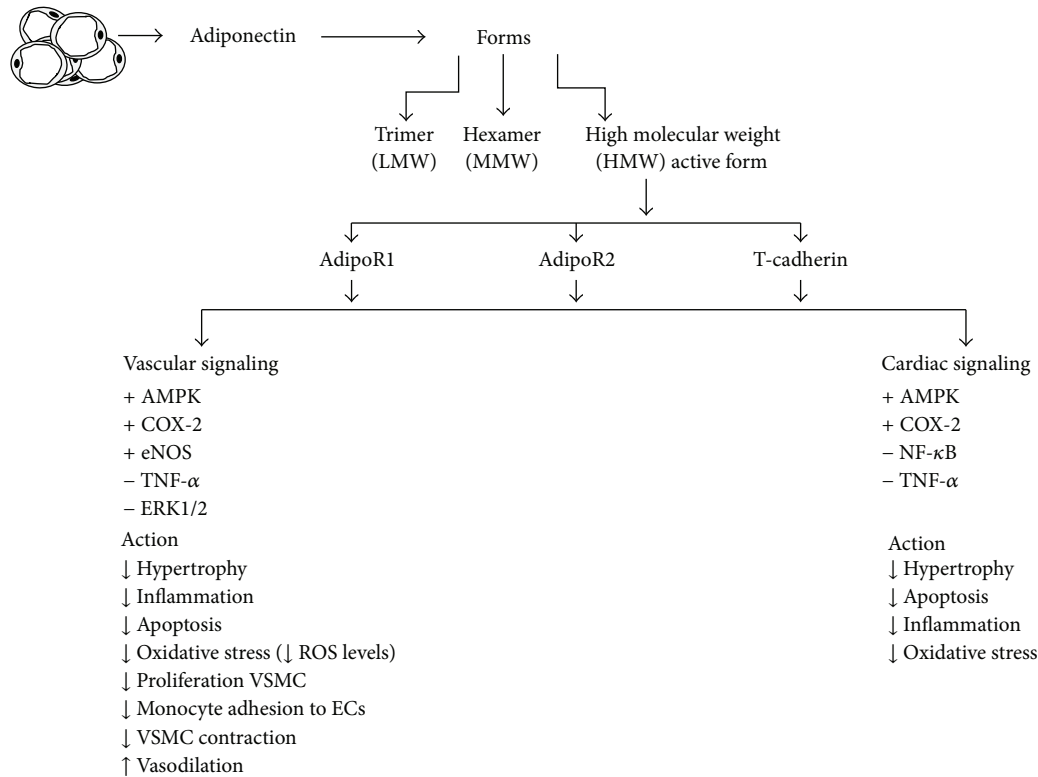 Adiponectin
Forms
Trimer
(LMW)
Hexamer
(MMW)
High molecular weight
(HMW) active form
AdipoR1
AdipoR2
T-cadherin
Vascular signaling
+ AMPK
+ COX-2
+ eNOS
− TNF-α
− ERK1/2
Action
↓ Hypertrophy
↓ Inflammation
↓ Apoptosis
↓ Oxidative stress (↓ ROS levels)
↓ Proliferation VSMC
↓ Monocyte adhesion to ECs
↓ VSMC contraction
↑ Vasodilation
Cardiac signaling
+ AMPK
+ COX-2
− NF-κB
− TNF-α
Action
↓ Hypertrophy
↓ Apoptosis
↓ Inflammation
↓ Oxidative stress